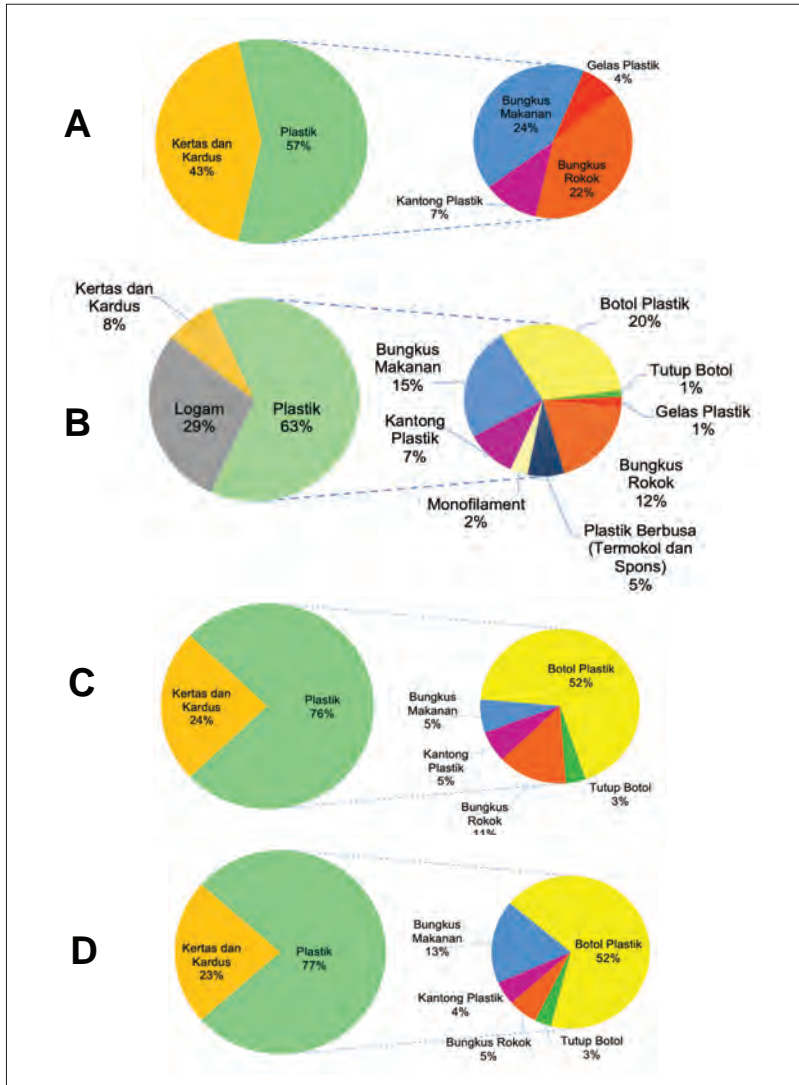 A
Kertas dan
Kardus
43%
Plastik
57%
Bungkus
Makanan
24%
Gelas Plastik
4%
Bungkus
Rokok
22%
Kantong Plastik
7%
B
Kertas dan
Kardus
8%
Logam
29%
Plastik
63%
Botol Plastik
20%
Bungkus
Makanan
15%
Tutup Botol
1%
Gelas Plastik
1%
Kantong
Plastik
7%
Bungkus
Rokok
12%
Monofilament
2%
Plastik Berbusa
(Termokol dan
Spons)
5%
C
Kertas dan
Kardus
24%
Plastik
76%
Botol Plastik
52%
Bungkus
Makanan
5%
Kantong
Plastik
5%
Tutup Botol
3%
Bungkus
Rokok
11%
D
Kertas dan
Kardus
23%
Plastik
77%
Bungkus
Makanan
13%
Botol Plastik
52%
Kantong Plastik
4%
Bungkus Rokok
5%
Tutup Botol
3%